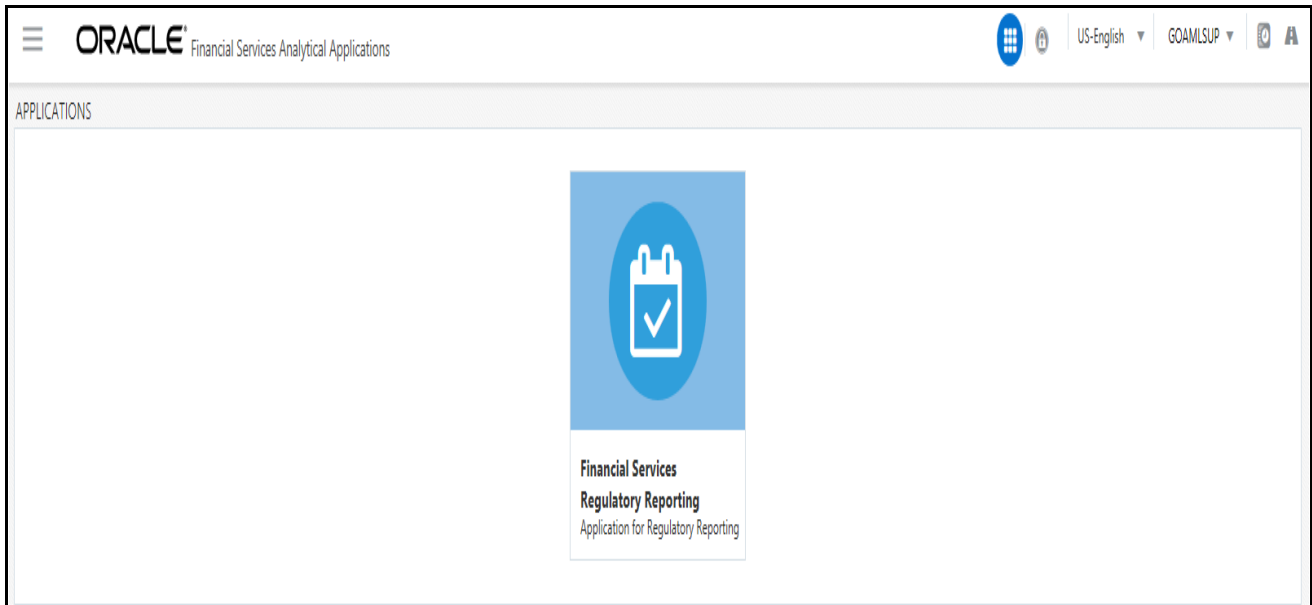 ORACLE® Financial Services Analytical Applications
US-English
GOAMLSUP
APPLICATIONS
Financial Services
Regulatory Reporting
Application for Regulatory Reporting